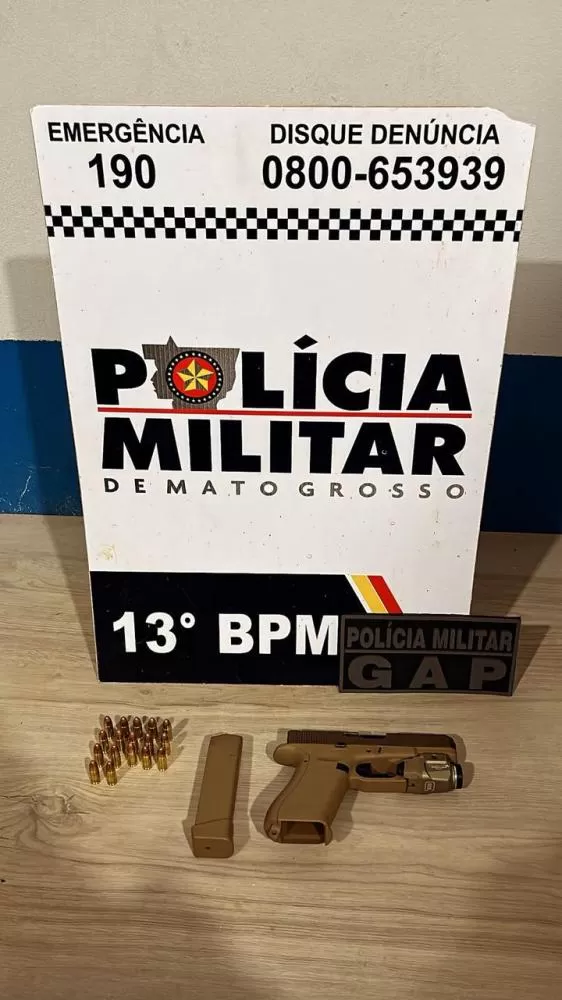 EMERGÊNCIA
190
DISQUE DENÚNCIA
0800-653939
POLÍCIA
MILITAR
DE MATO GROSSO
13° BPM
POLÍCIA MILITAR
GAP